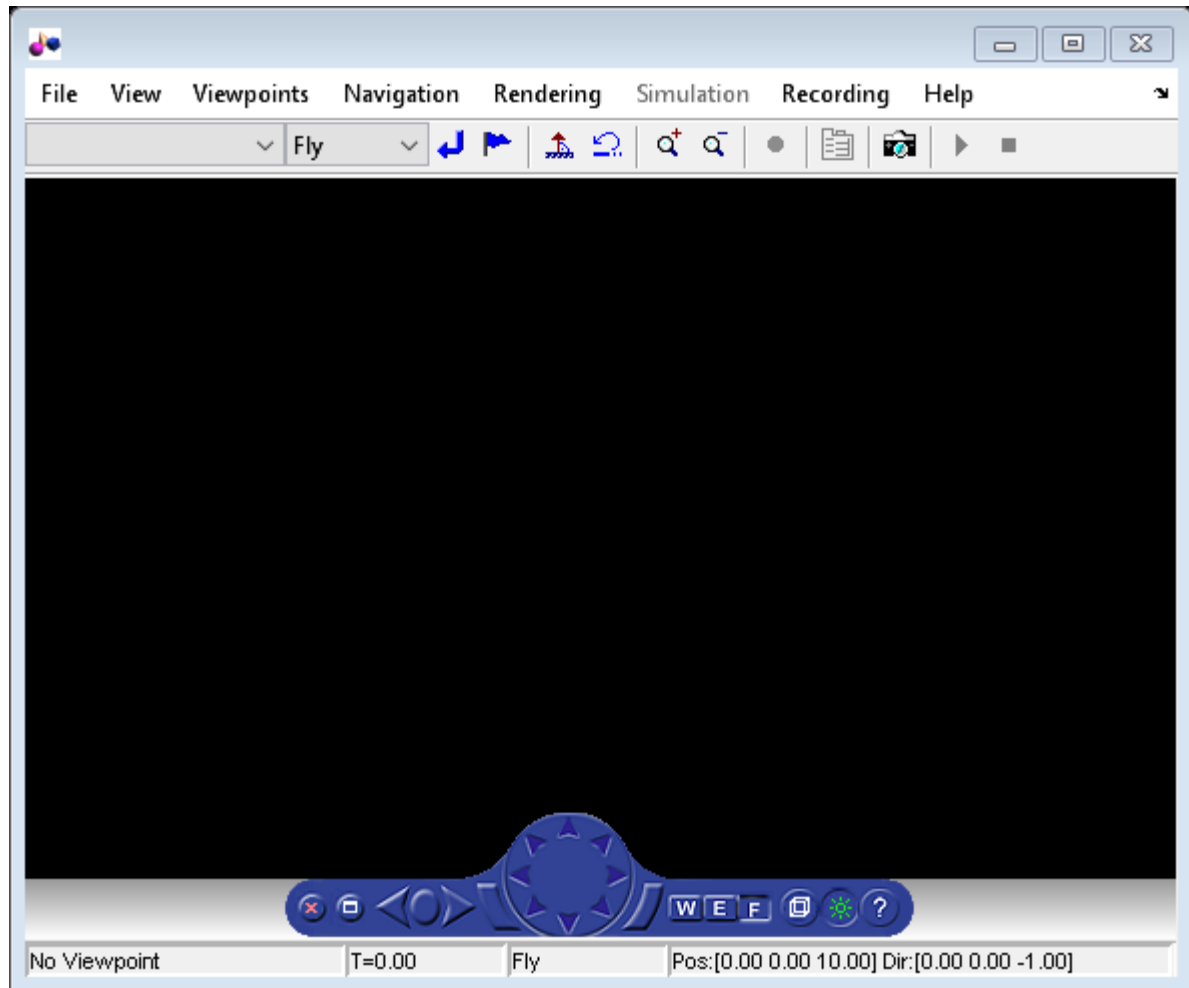 File View Viewpoints Navigation Rendering Simulation Recording Help
Fly
W E F ?
No Viewpoint T=0.00 Fly Pos:[0.00 0.00 10.00] Dir:[0.00 0.00 -1.00]